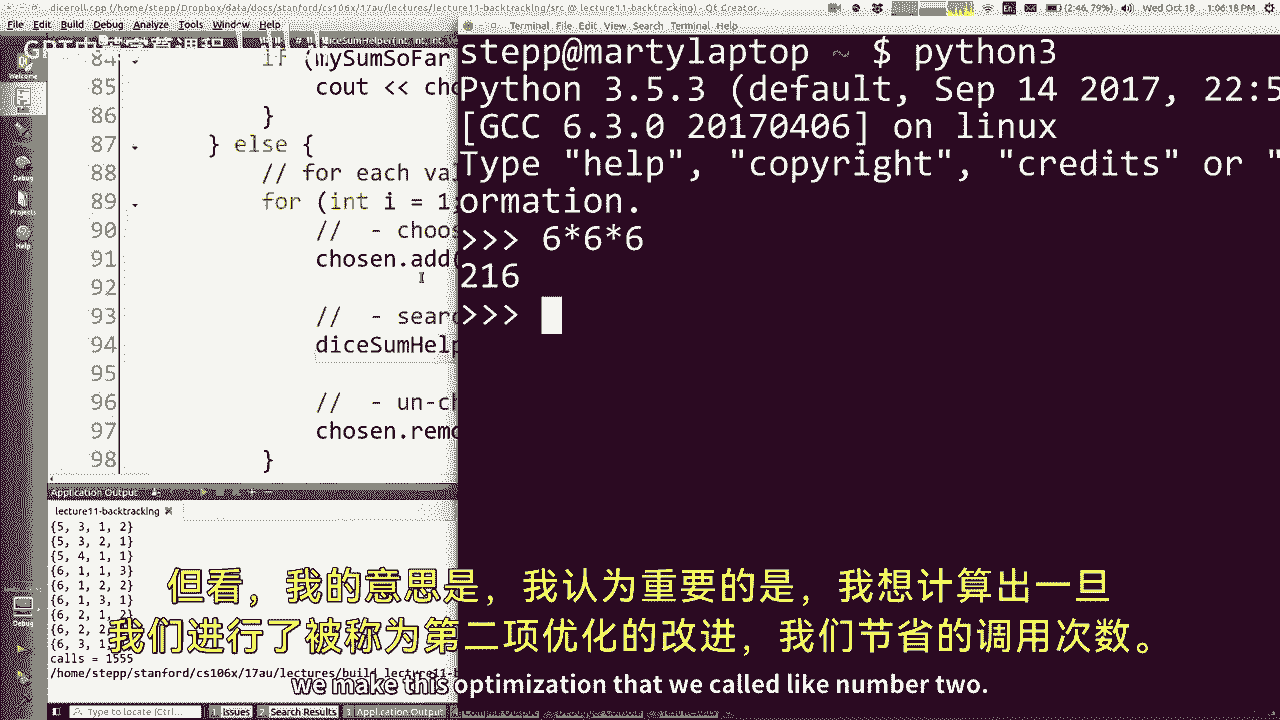 diceroll.cpp (/home/stepp/Dropbox/data/docs/stanford/cs106x/17au/lectures/lecture11-backtracking/src @ lecture11-backtracking) - Qt Creator
(2:46, 79%) Wed Oct 18 1:06:18 PM
File Edit View Debug Analyze Tools Window Help
Terminal File Edit View Search Terminal Help
Welcome
Debug
Projects
Help
84
if (mySumSoFar
85 cout << cho
86 }
87 } else {
88 // for each va
89 for (int i = 1
90 // - choo
91 chosen.add
92
93 // - sear
94 diceSumHelp
95
96 // - un-ch
97 chosen.remo
98 }
stepp@martylaptop ~ $ python3
Python 3.5.3 (default, Sep 14 2017, 22:5
[GCC 6.3.0 20170406] on linux
Type "help", "copyright", "credits" or "
ormation.
>>> 6*6*6
216
>>>
Application Output
lecture11-backtracking
{5, 3, 1, 2}
{5, 3, 2, 1}
{5, 4, 1, 1}
{6, 1, 1, 3}
{6, 1, 2, 2}
{6, 1, 3, 1}
{6, 2, 1,
{6, 2, 2,
{6, 3, 1,
calls = 1555
/home/stepp/stanford/cs106x/17au/lectures/build_lecture11-b
Debug
但看，我的意思是，我认为重要的是，我想计算出一旦
我们进行了被称为第二项优化的改进，我们节省的调用次数。
we make this optimization that we called like number two.
Type to locate (Ctrl...
1 Issues 2 Search Results 3 Application Output